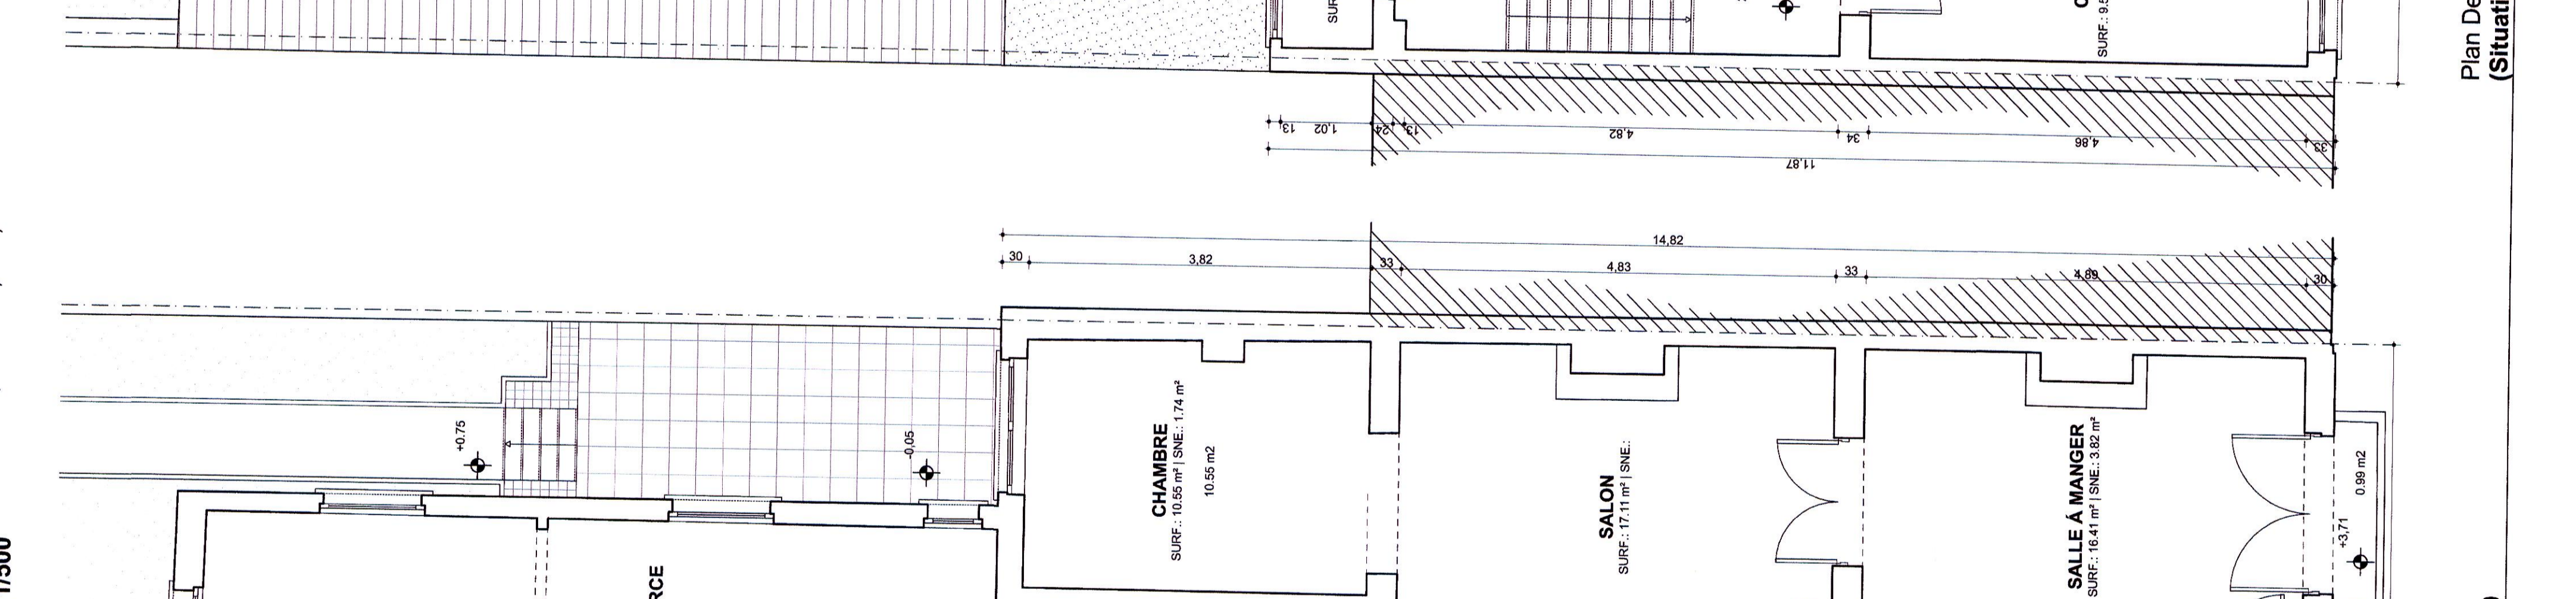 SUR
SURF.: 9.5
Plan De
(Situati
13
1,02
24
13
4,82
34
4,86
33
11,87
14,82
30
3,82
33
4,83
33
4,89
30
+0.75
-0,05
CHAMBRE
SURF.: 10.55 m² | SNE.: 1.74 m²
10.55 m2
SALON
SURF.: 17.11 m² | SNE.:
SALLE Á MANGER
SURF.: 16.41 m² | SNE.: 3.82 m²
0.99 m2
+3,71
RCE
1/500